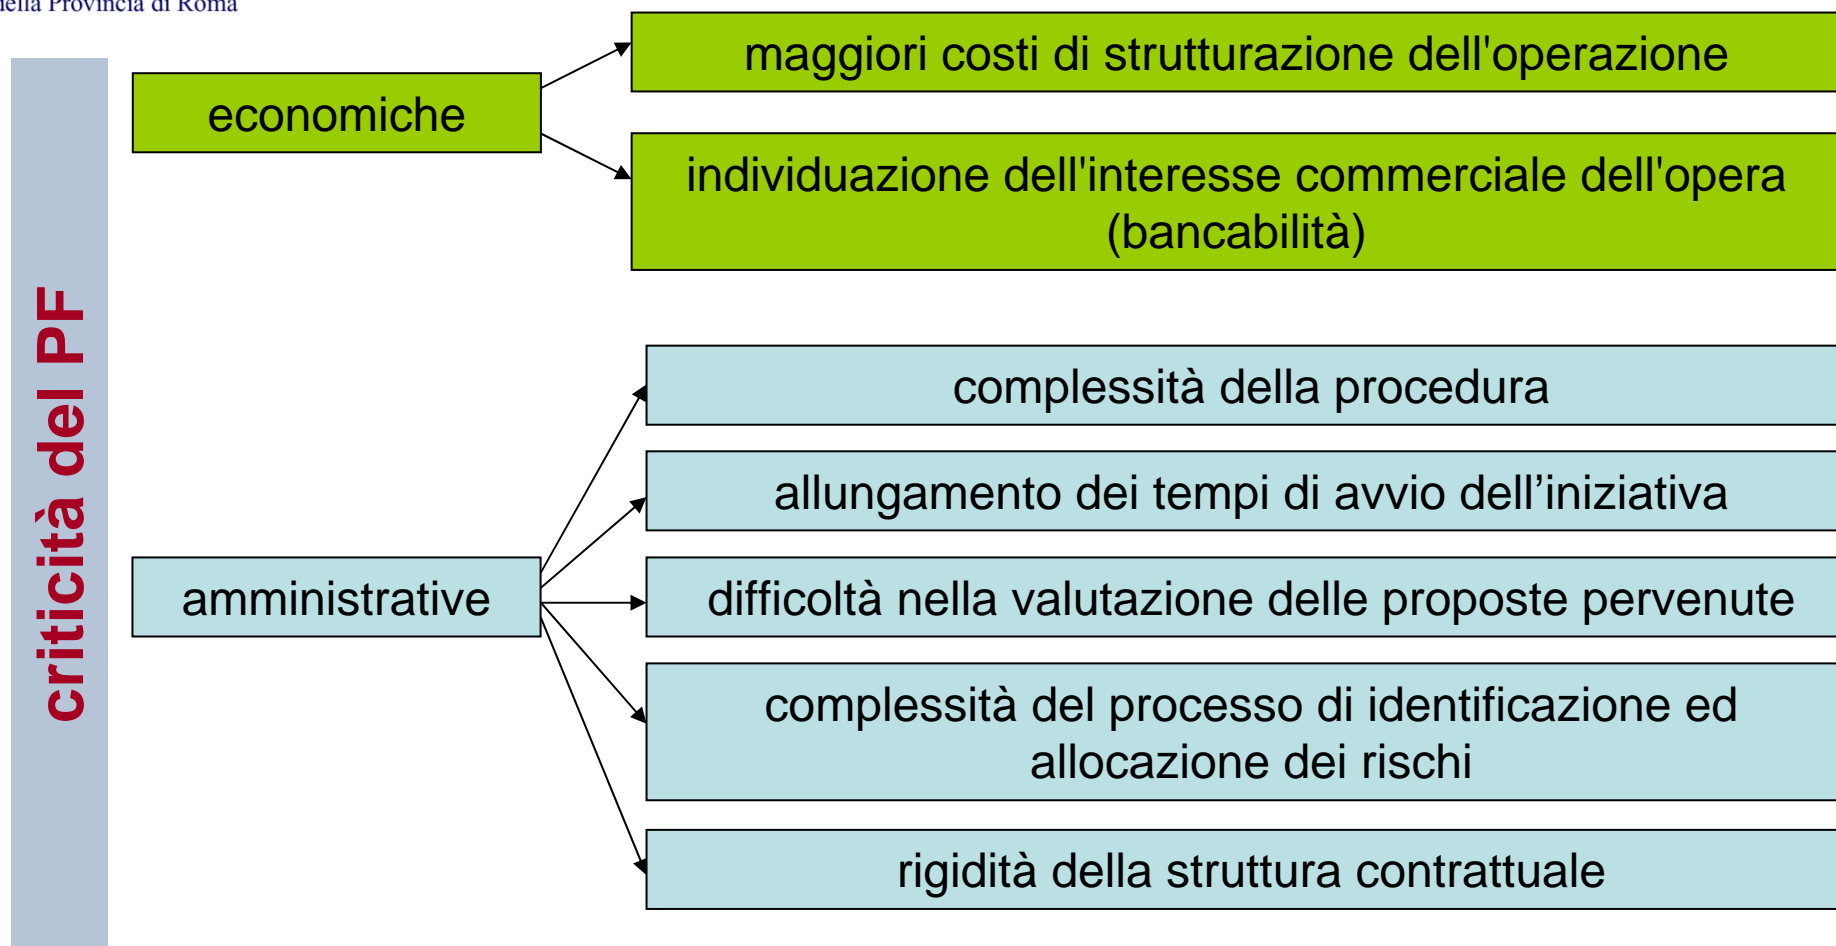 della Provincia di Roma
criticità del PF
economiche
maggiori costi di strutturazione dell'operazione
individuazione dell'interesse commerciale dell'opera
(bancabilità)
amministrative
complessità della procedura
allungamento dei tempi di avvio dell’iniziativa
difficoltà nella valutazione delle proposte pervenute
complessità del processo di identificazione ed
allocazione dei rischi
rigidità della struttura contrattuale